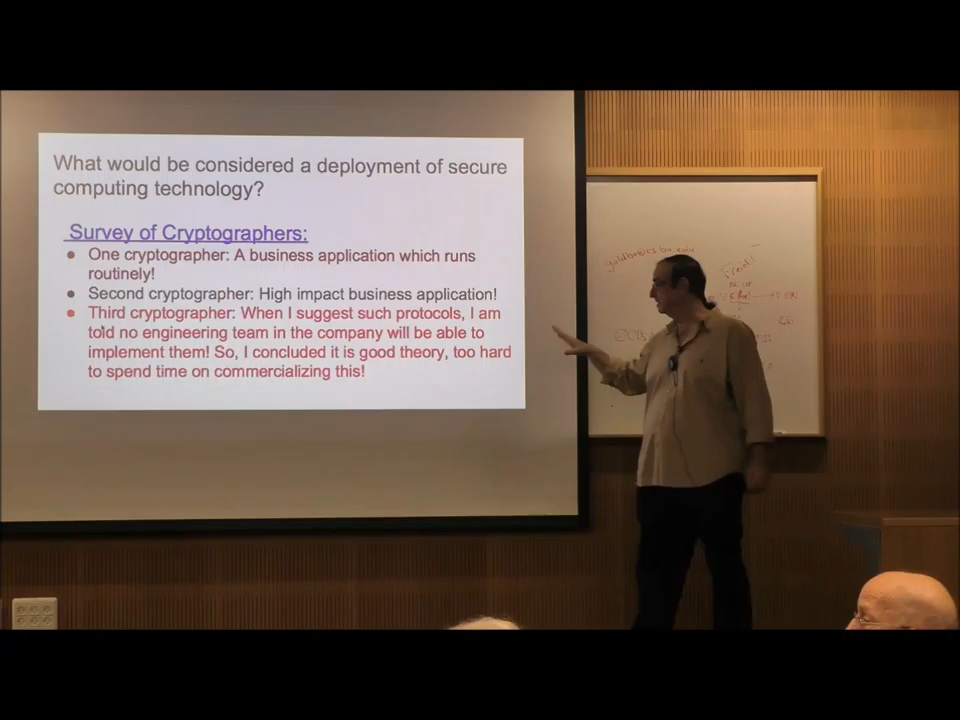 What would be considered a deployment of secure
computing technology?
Survey of Cryptographers:
● One cryptographer: A business application which runs
routinely!
● Second cryptographer: High impact business application!
● Third cryptographer: When I suggest such protocols, I am
told no engineering team in the company will be able to
implement them! So, I concluded it is good theory, too hard
to spend time on commercializing this!